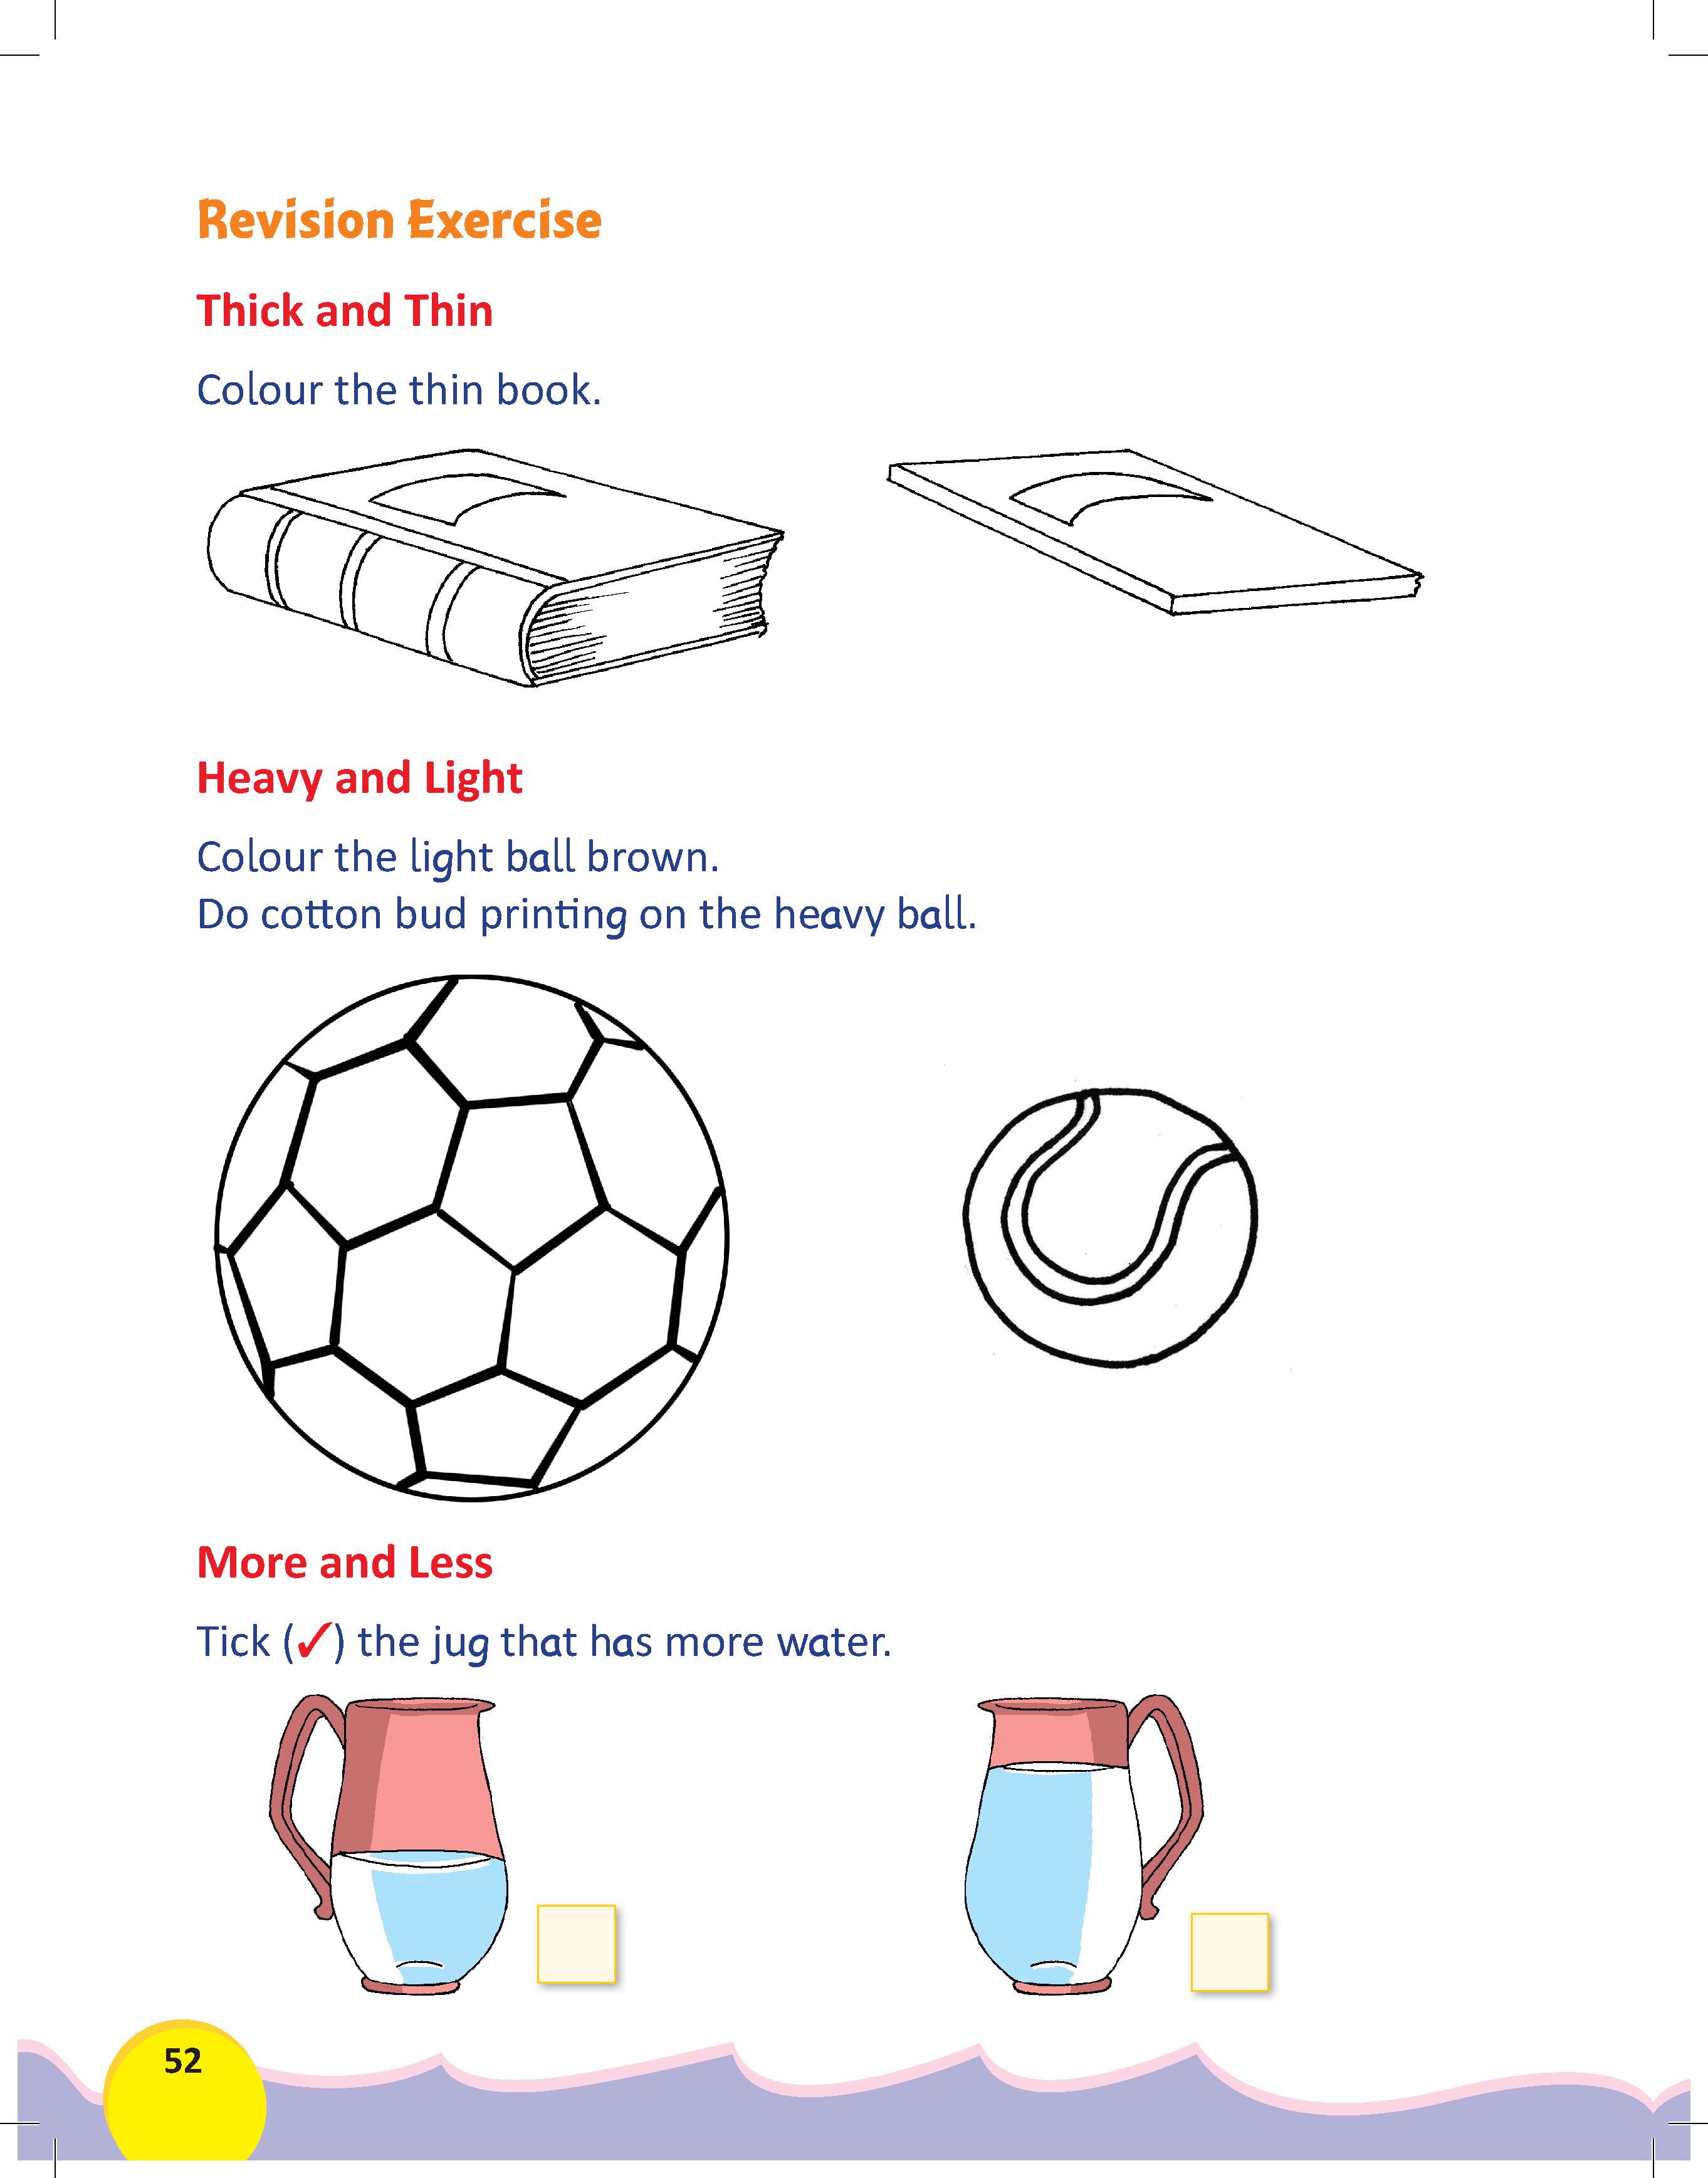 Revision Exercise
Thick and Thin
Colour the thin book.
Heavy and Light
Colour the light ball brown.
Do cotton bud printing on the heavy ball.
More and Less
Tick (✓) the jug that has more water.
52